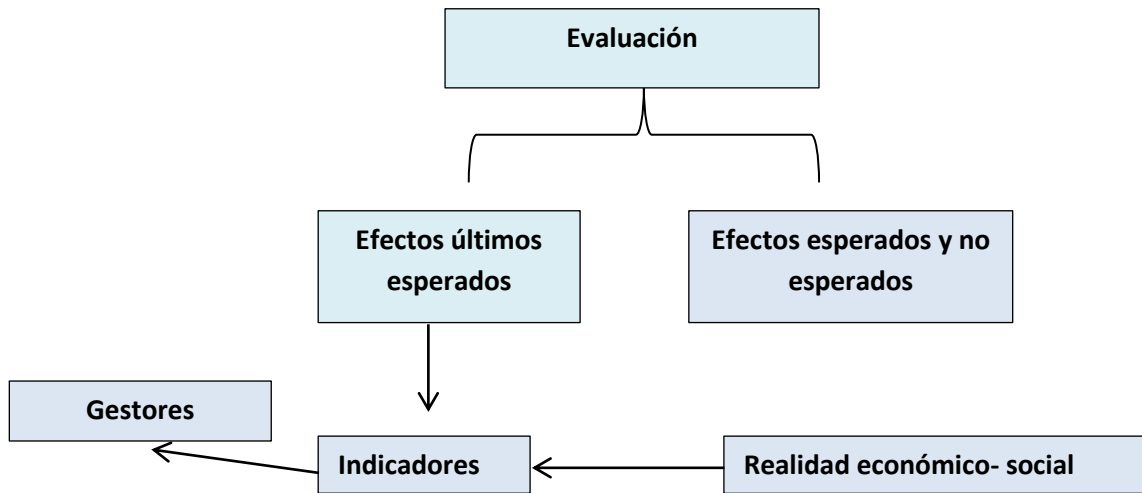 Evaluación
Efectos últimos
esperados
Efectos esperados y no
esperados
Gestores
Indicadores
Realidad económico- social